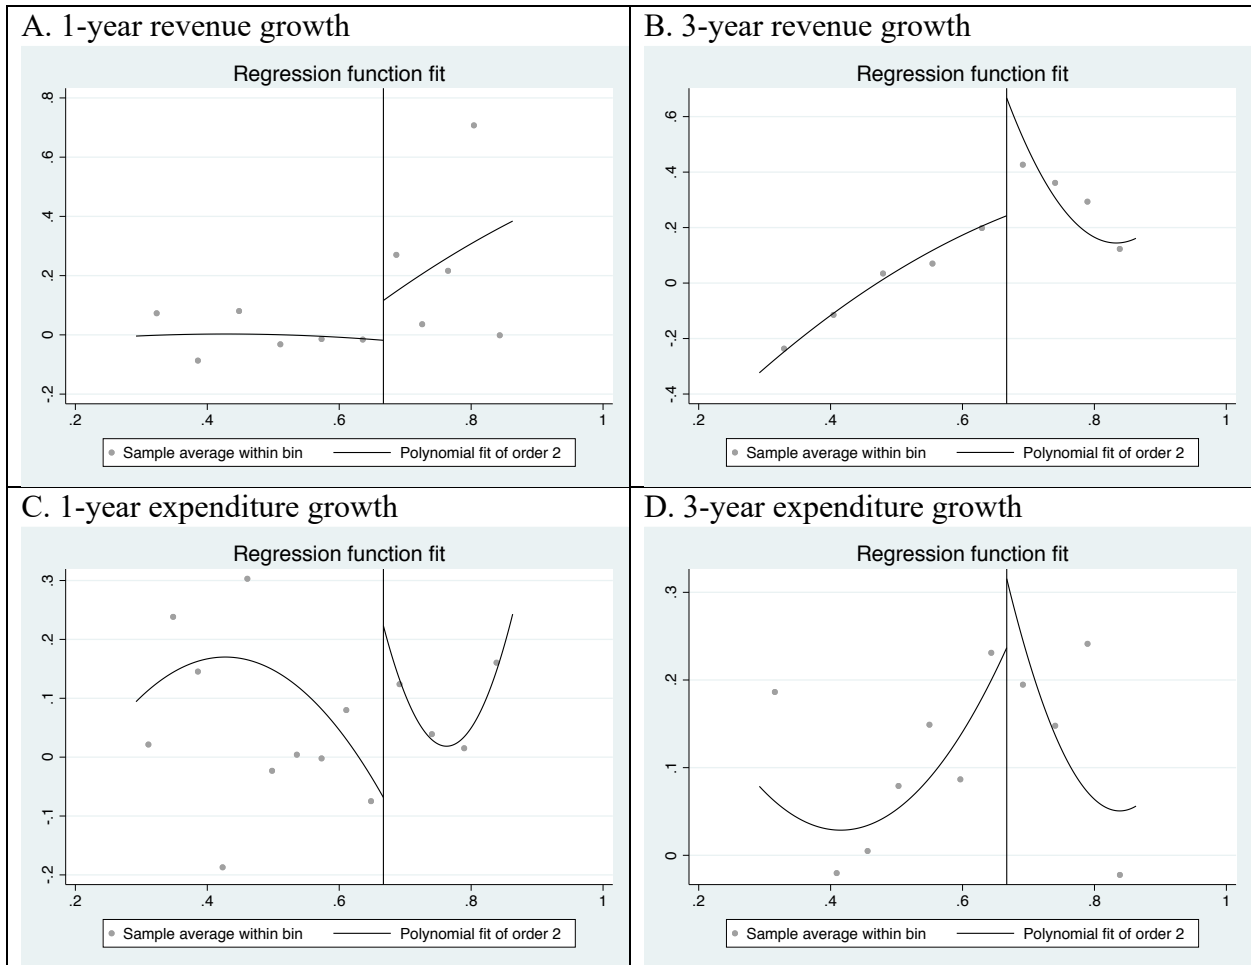 A. 1-year revenue growth
Regression function fit
.8
.6
.4
.2
0
-.2
.2 .4 .6 .8 1
Sample average within bin Polynomial fit of order 2
B. 3-year revenue growth
Regression function fit
.6
.4
.2
0
-.2
-.4
.2 .4 .6 .8 1
Sample average within bin Polynomial fit of order 2
C. 1-year expenditure growth
Regression function fit
.3
.2
.1
0
-.1
-.2
.2 .4 .6 .8 1
Sample average within bin Polynomial fit of order 2
D. 3-year expenditure growth
Regression function fit
.3
.2
.1
0
.2 .4 .6 .8 1
Sample average within bin Polynomial fit of order 2